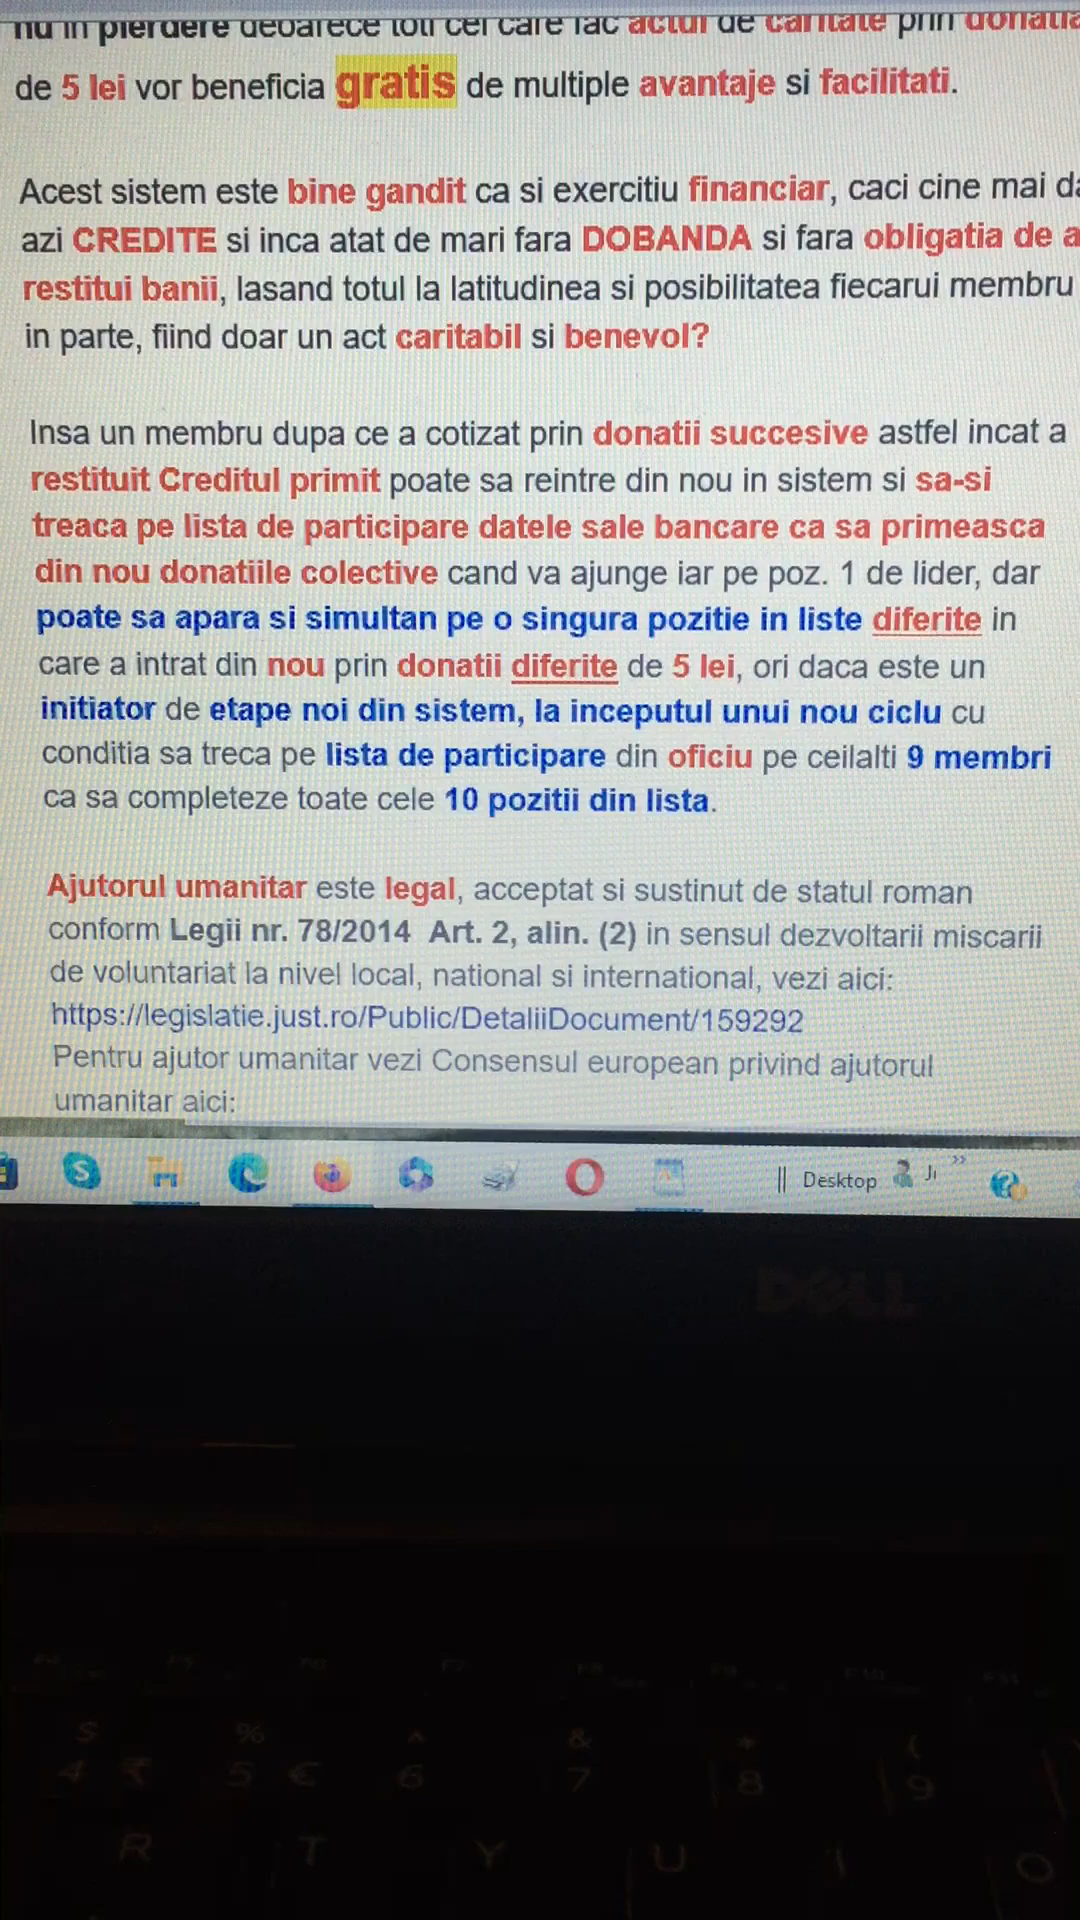 nu in pierdere deoarece toti cei care fac actul de caritate prin donatia
de 5 lei vor beneficia gratis de multiple avantaje si facilitati.
Acest sistem este bine gandit ca si exercitiu financiar, caci cine mai da
azi CREDITE si inca atat de mari fara DOBANDA si fara obligatia de a
restitui banii, lasand totul la latitudinea si posibilitatea fiecarui membru
in parte, fiind doar un act caritabil si benevol?
Insa un membru dupa ce a cotizat prin donatii succesive astfel incat a
restituit Creditul primit poate sa reintre din nou in sistem si sa-si
treaca pe lista de participare datele sale bancare ca sa primeasca
din nou donatiile colective cand va ajunge iar pe poz. 1 de lider, dar
poate sa apara si simultan pe o singura pozitie in liste diferite in
care a intrat din nou prin donatii diferite de 5 lei, ori daca este un
initiator de etape noi din sistem, la inceputul unui nou ciclu cu
conditia sa treca pe lista de participare din oficiu pe ceilalti 9 membri
ca sa completeze toate cele 10 pozitii din lista.
Ajutorul umanitar este legal, acceptat si sustinut de statul roman
conform Legii nr. 78/2014 Art. 2, alin. (2) in sensul dezvoltarii miscarii
de voluntariat la nivel local, national si international, vezi aici:
https://legislatie.just.ro/Public/DetaliiDocument/159292
Pentru ajutor umanitar vezi Consensul european privind ajutorul
umanitar aici:
Desktop
DELL
$ % ^ & * (
4 ₹ 5 € 6 7 8 9
R T Y U I O